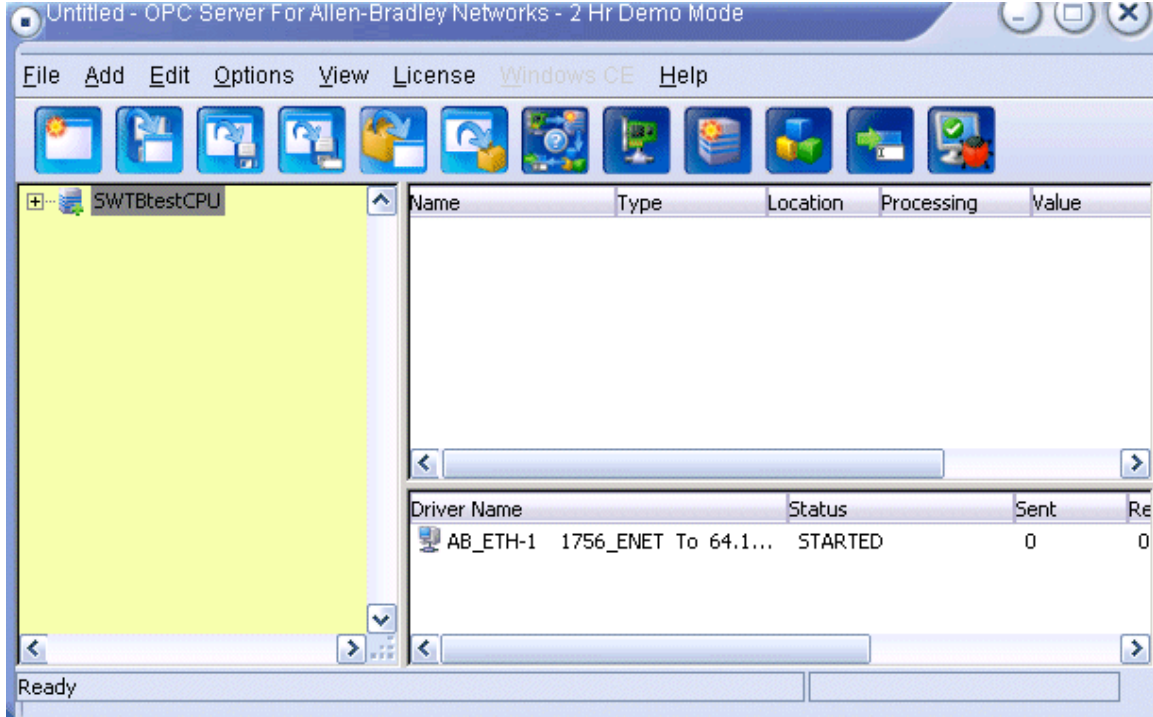 Untitled - OPC Server For Allen-Bradley Networks - 2 Hr Demo Mode
File Add Edit Options View License Windows CE Help
SWTBtestCPU
Name Type Location Processing Value
Driver Name Status Sent Re
AB_ETH-1 1756_ENET To 64.1... STARTED 0 0
Ready